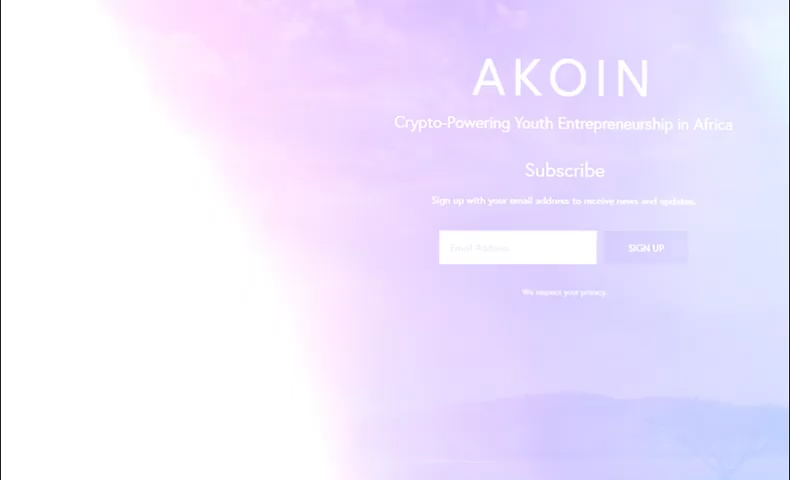 AKOIN
Crypto-Powering Youth Entrepreneurship in Africa
Subscribe
Sign up with your email address to receive news and updates.
Email Address
SIGN UP
We respect your privacy.